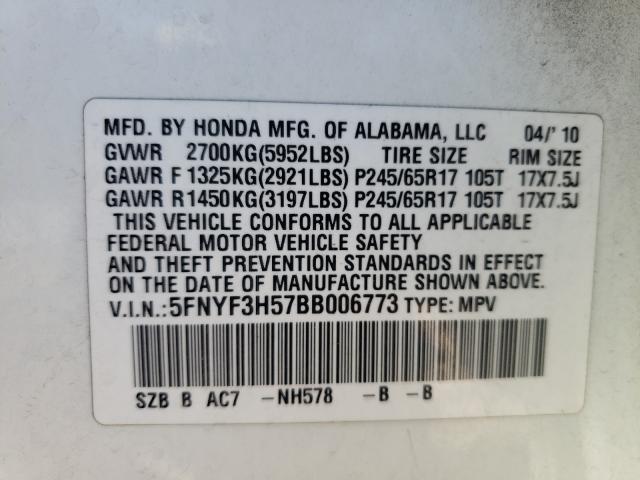 MFD. BY HONDA MFG. OF ALABAMA, LLC 04/' 10
GVWR 2700KG(5952LBS) TIRE SIZE RIM SIZE
GAWR F 1325KG(2921LBS) P245/65R17 105T 17X7.5J
GAWR R1450KG(3197LBS) P245/65R17 105T 17X7.5J
THIS VEHICLE CONFORMS TO ALL APPLICABLE
FEDERAL MOTOR VEHICLE SAFETY
AND THEFT PREVENTION STANDARDS IN EFFECT
ON THE DATE OF MANUFACTURE SHOWN ABOVE.
V.I.N.:5FNYF3H57BB006773 TYPE: MPV
SZB B AC7 -NH578 -B -B